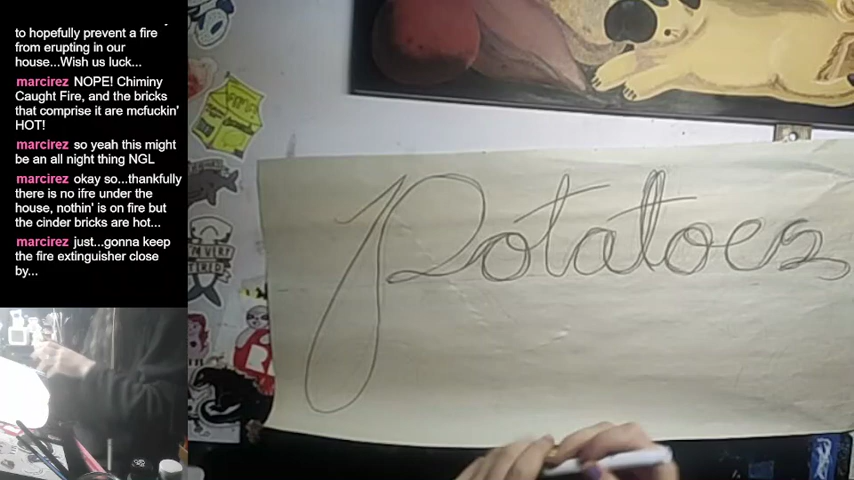 to hopefully prevent a fire
from erupting in our
house...Wish us luck...
marcirez NOPE! Chiminy
Caught Fire, and the bricks
that comprise it are mcfuckin'
HOT!
marcirez so yeah this might
be an all night thing NGL
marcirez okay so...thankfully
there is no ifre under the
house, nothin' is on fire but
the cinder bricks are hot...
marcirez just...gonna keep
the fire extinguisher close
by...
I'M VERY
TIRED
Potatoes